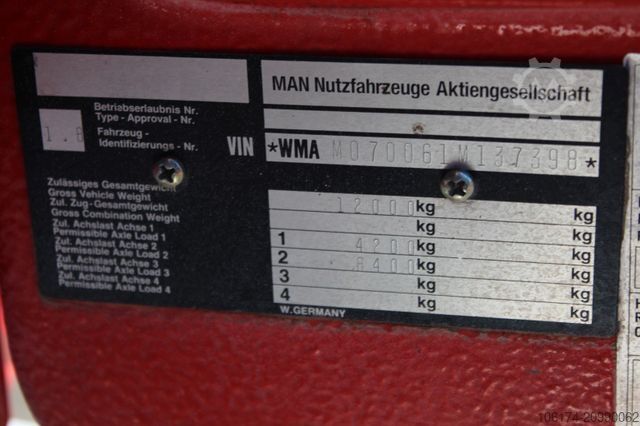 MAN Nutzfahrzeuge Aktiengesellschaft
Betriebserlaubnis Nr.
Type - Approval - Nr.
1.8
Fahrzeug -
Identifizierungs - Nr.
VIN
*WMA M070061M137398*
Zulässiges Gesamtgewicht
Gross Vehicle Weight
12000 kg kg
Zul. Zug - Gesamtgewicht
Gross Combination Weight
kg kg
Zul. Achslast Achse 1
Permissible Axle Load 1
1 4200 kg kg
Zul. Achslast Achse 2
Permissible Axle Load 2
2 8400 kg kg
Zul. Achslast Achse 3
Permissible Axle Load 3
3 kg kg
Zul. Achslast Achse 4
Permissible Axle Load 4
4 kg kg
W. GERMANY